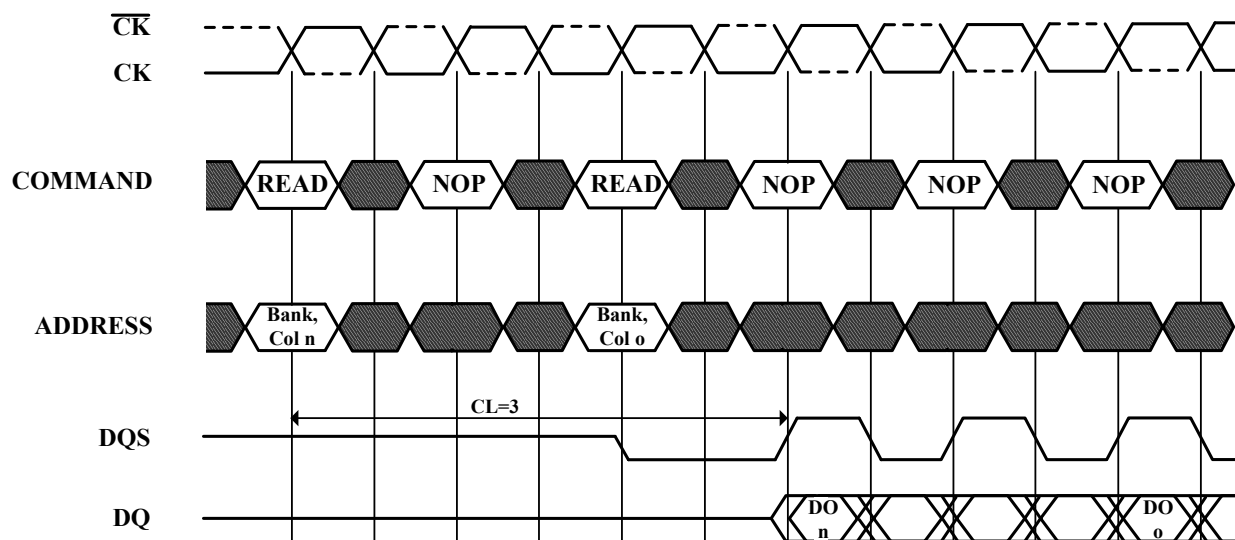 C̅K̅
CK
COMMAND
READ
NOP
READ
NOP
NOP
NOP
ADDRESS
Bank,
Col n
Bank,
Col o
CL=3
DQS
DQ
DO
n
DO
o